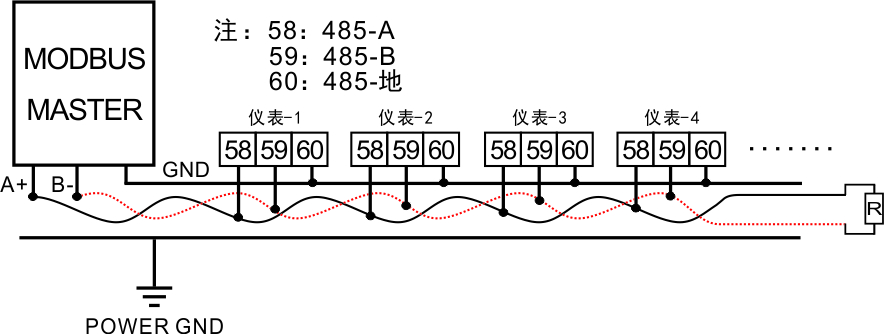 MODBUS
MASTER
注：58：485-A
59：485-B
60：485-地
仪表-1 仪表-2 仪表-3 仪表-4
58 59 60 58 59 60 58 59 60 58 59 60 ·······
GND
A+ B-
R
POWER GND